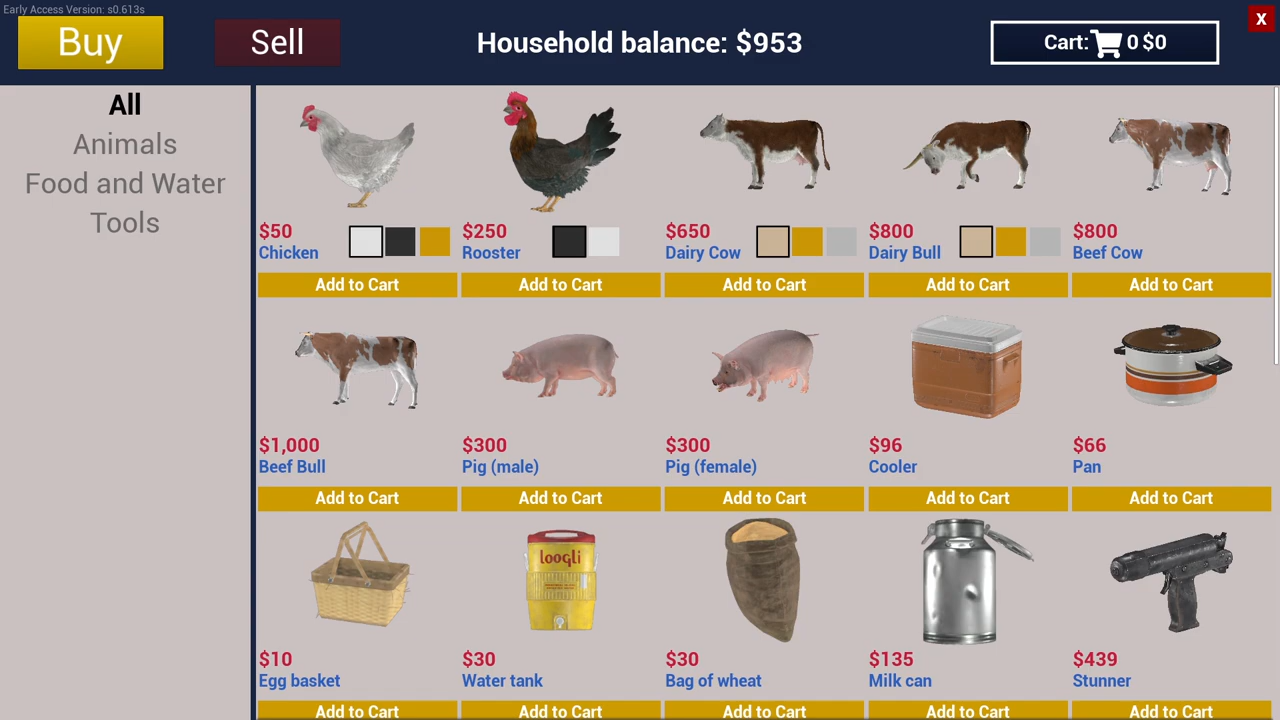 Early Access Version: s0.613s
Buy
Sell
Household balance: $953
Cart: 0 $0
X
All
Animals
Food and Water
Tools
$50
Chicken
$250
Rooster
$650
Dairy Cow
$800
Dairy Bull
$800
Beef Cow
Add to Cart
Add to Cart
Add to Cart
Add to Cart
Add to Cart
$1,000
Beef Bull
$300
Pig (male)
$300
Pig (female)
$96
Cooler
$66
Pan
Add to Cart
Add to Cart
Add to Cart
Add to Cart
Add to Cart
loogli
$10
Egg basket
$30
Water tank
$30
Bag of wheat
$135
Milk can
$439
Stunner
Add to Cart
Add to Cart
Add to Cart
Add to Cart
Add to Cart